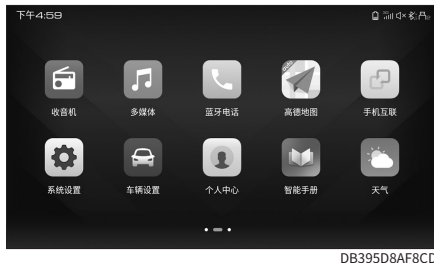 下午4:59
收音机 多媒体 蓝牙电话 高德地图 手机互联
系统设置 车辆设置 个人中心 智能手册 天气
DB395D8AF8CD